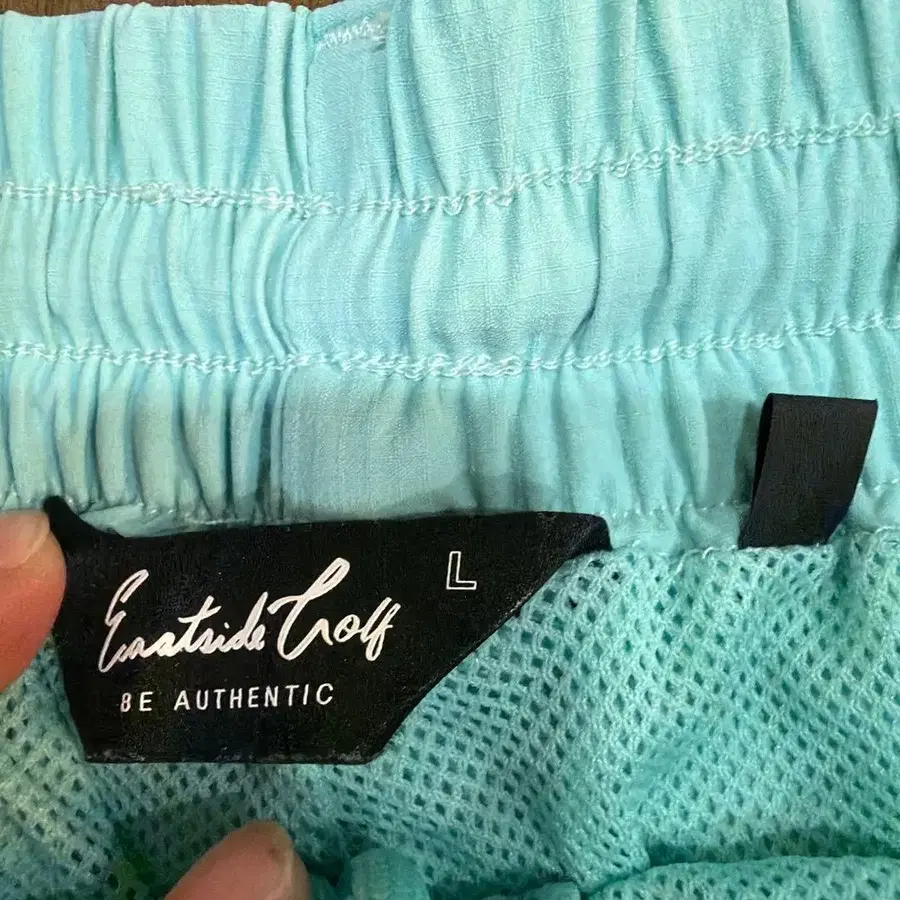 Eastside Golf
L
BE AUTHENTIC